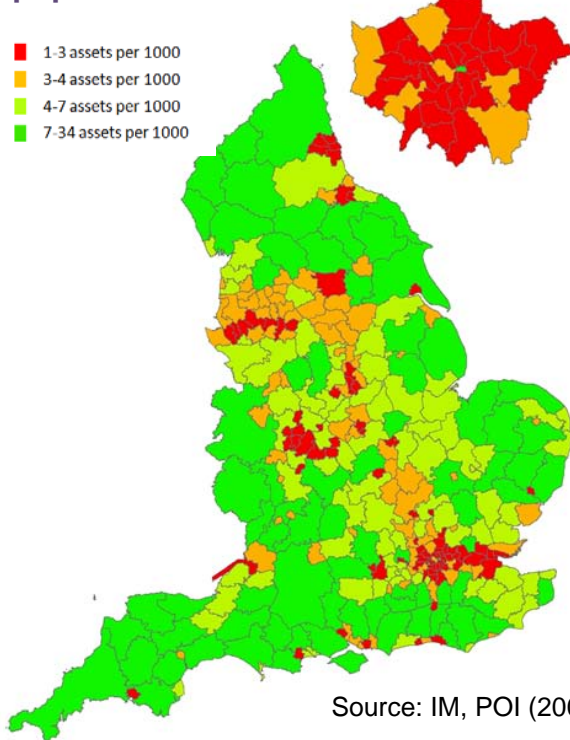 1-3 assets per 1000
3-4 assets per 1000
4-7 assets per 1000
7-34 assets per 1000
Source: IM, POI (200